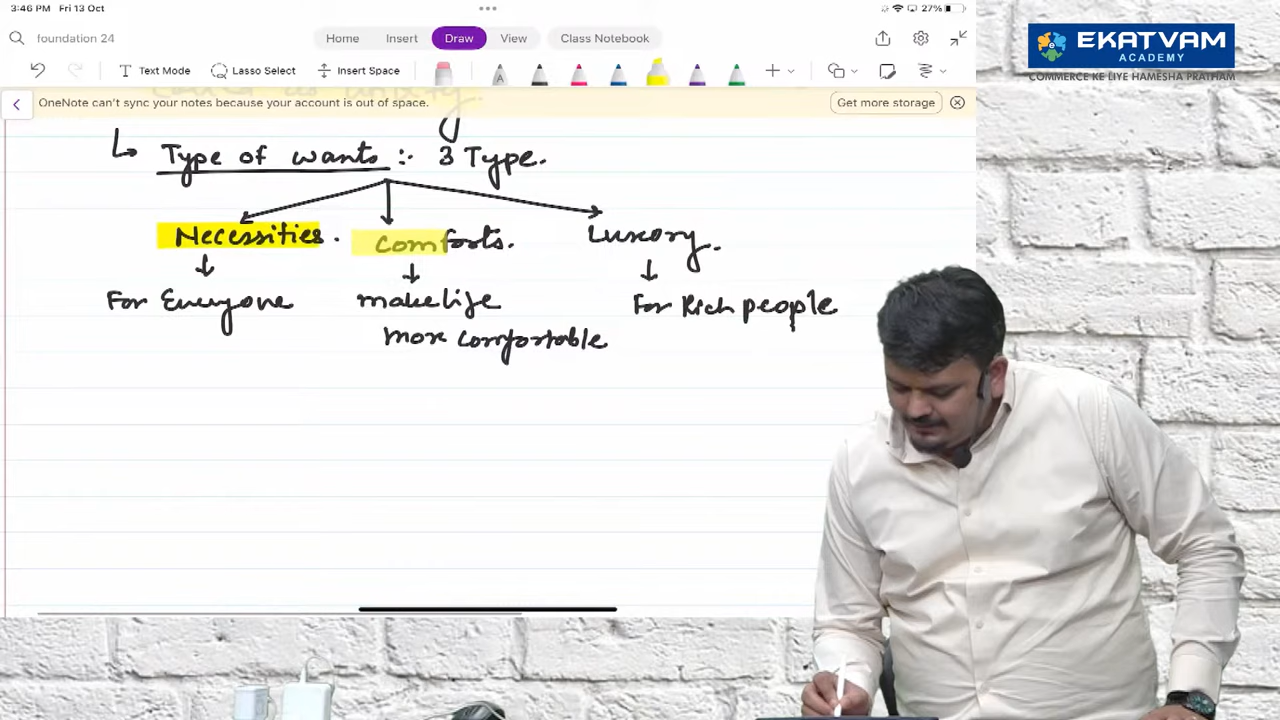 3:46 PM Fri 13 Oct
27%
foundation 24
Home Insert Draw View Class Notebook
Text Mode Lasso Select Insert Space
OneNote can't sync your notes because your account is out of space.
Get more storage
EKATVAM
ACADEMY
COMMERCE KE LIYE HAMESHA PRATHAM
Type of wants :- 3 Type.
Necessities. Comforts. Luxory.
For Everyone make life For Rich people
more comfortable